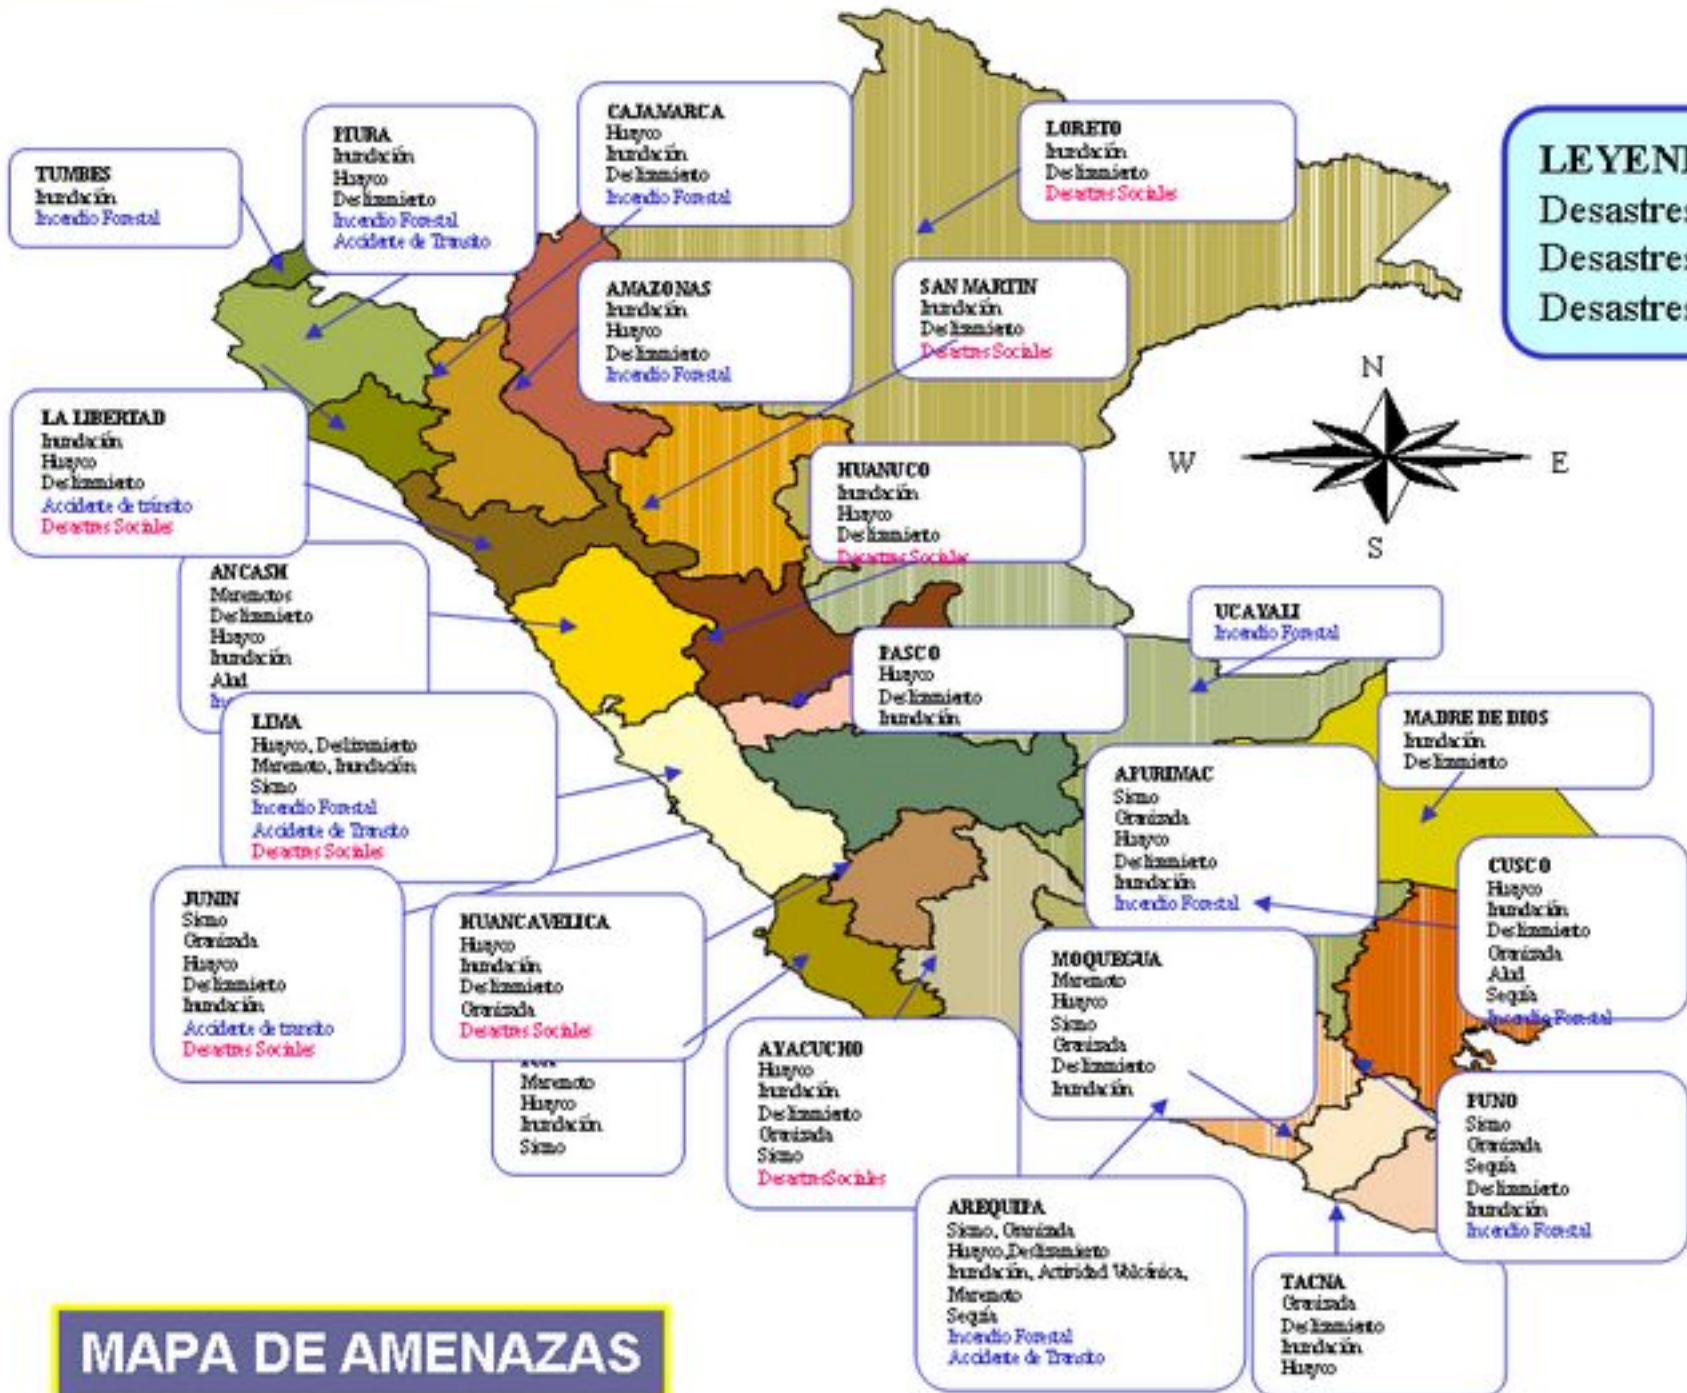 TUMBES
Inundación
Incendio Forestal
PIURA
Inundación
Huayco
Deslizamiento
Incendio Forestal
Accidente de Transito
CAJAMARCA
Huayco
Inundación
Deslizamiento
Incendio Forestal
LORETO
Inundación
Deslizamiento
Desastres Sociales
LEYEN
Desastres
Desastres
Desastres
AMAZONAS
Inundación
Huayco
Deslizamiento
Incendio Forestal
SAN MARTIN
Inundación
Deslizamiento
Desastres Sociales
N
W
E
S
LA LIBERTAD
Inundación
Huayco
Deslizamiento
Accidente de tránsito
Desastres Sociales
HUANUCO
Inundación
Huayco
Deslizamiento
Desastres Sociales
ANCASH
Maremotos
Deslizamiento
Huayco
Inundación
Alud
UCAYALI
Incendio Forestal
PASCO
Huayco
Deslizamiento
Inundación
MADRE DE DIOS
Inundación
Deslizamiento
LIMA
Huayco, Deslizamiento
Maremoto, Inundación
Sismo
Incendio Forestal
Accidente de Transito
Desastres Sociales
APURIMAC
Sismo
Granizada
Huayco
Deslizamiento
Inundación
Incendio Forestal
CUSCO
Huayco
Inundación
Deslizamiento
Granizada
Alud
Sequía
Incendio Forestal
JUNIN
Sismo
Granizada
Huayco
Deslizamiento
Inundación
Accidente de transito
Desastres Sociales
HUANCAVELICA
Huayco
Inundación
Deslizamiento
Granizada
Desastres Sociales
Maremoto
Huayco
Inundación
Sismo
AYACUCHO
Huayco
Inundación
Deslizamiento
Granizada
Sismo
DesastresSociales
MOQUEGUA
Maremoto
Huayco
Sismo
Granizada
Deslizamiento
Inundación
PUNO
Sismo
Granizada
Sequía
Deslizamiento
Inundación
Incendio Forestal
AREQUIPA
Sismo, Granizada
Huayco,Deslizamiento
Inundación, Actividad Volcánica,
Maremoto
Sequía
Incendio Forestal
Accidente de Transito
TACNA
Granizada
Deslizamiento
Inundación
Huayco
MAPA DE AMENAZAS